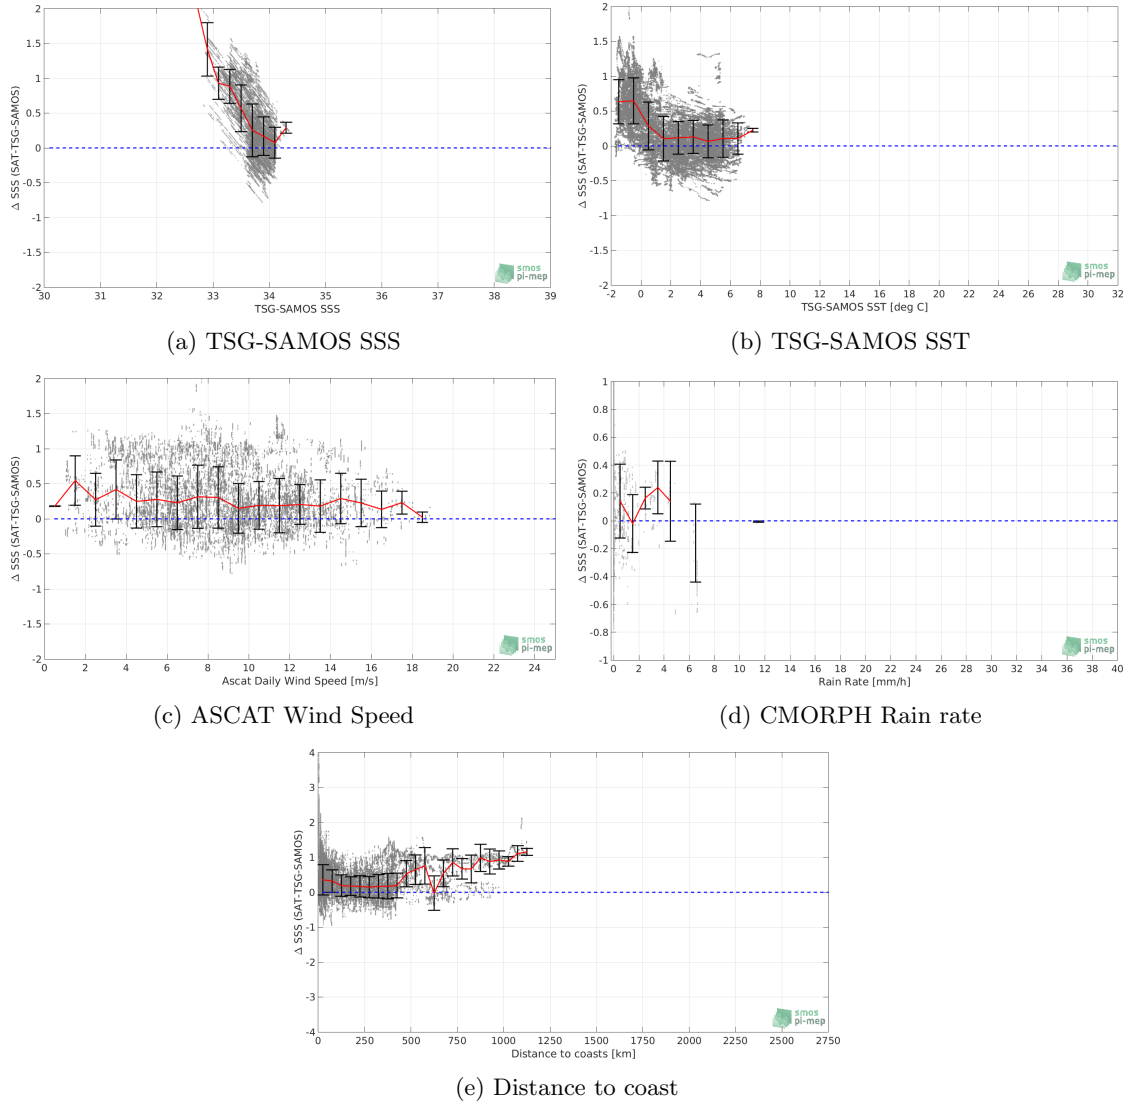 2
1.5
1
0.5
0
-0.5
-1
-1.5
-2
Δ SSS (SAT-TSG-SAMOS)
30 31 32 33 34 35 36 37 38 39
TSG-SAMOS SSS
smos
pi-mep
(a) TSG-SAMOS SSS
2
1.5
1
0.5
0
-0.5
-1
-1.5
-2
Δ SSS (SAT-TSG-SAMOS)
-2 0 2 4 6 8 10 12 14 16 18 20 22 24 26 28 30 32
TSG-SAMOS SST [deg C]
smos
pi-mep
(b) TSG-SAMOS SST
2
1.5
1
0.5
0
-0.5
-1
-1.5
-2
Δ SSS (SAT-TSG-SAMOS)
0 2 4 6 8 10 12 14 16 18 20 22 24
Ascat Daily Wind Speed [m/s]
smos
pi-mep
(c) ASCAT Wind Speed
1
0.8
0.6
0.4
0.2
0
-0.2
-0.4
-0.6
-0.8
-1
Δ SSS (SAT-TSG-SAMOS)
0 2 4 6 8 10 12 14 16 18 20 22 24 26 28 30 32 34 36 38 40
Rain Rate [mm/h]
smos
pi-mep
(d) CMORPH Rain rate
4
3
2
1
0
-1
-2
-3
-4
Δ SSS (SAT-TSG-SAMOS)
0 250 500 750 1000 1250 1500 1750 2000 2250 2500 2750
Distance to coasts [km]
smos
pi-mep
(e) Distance to coast